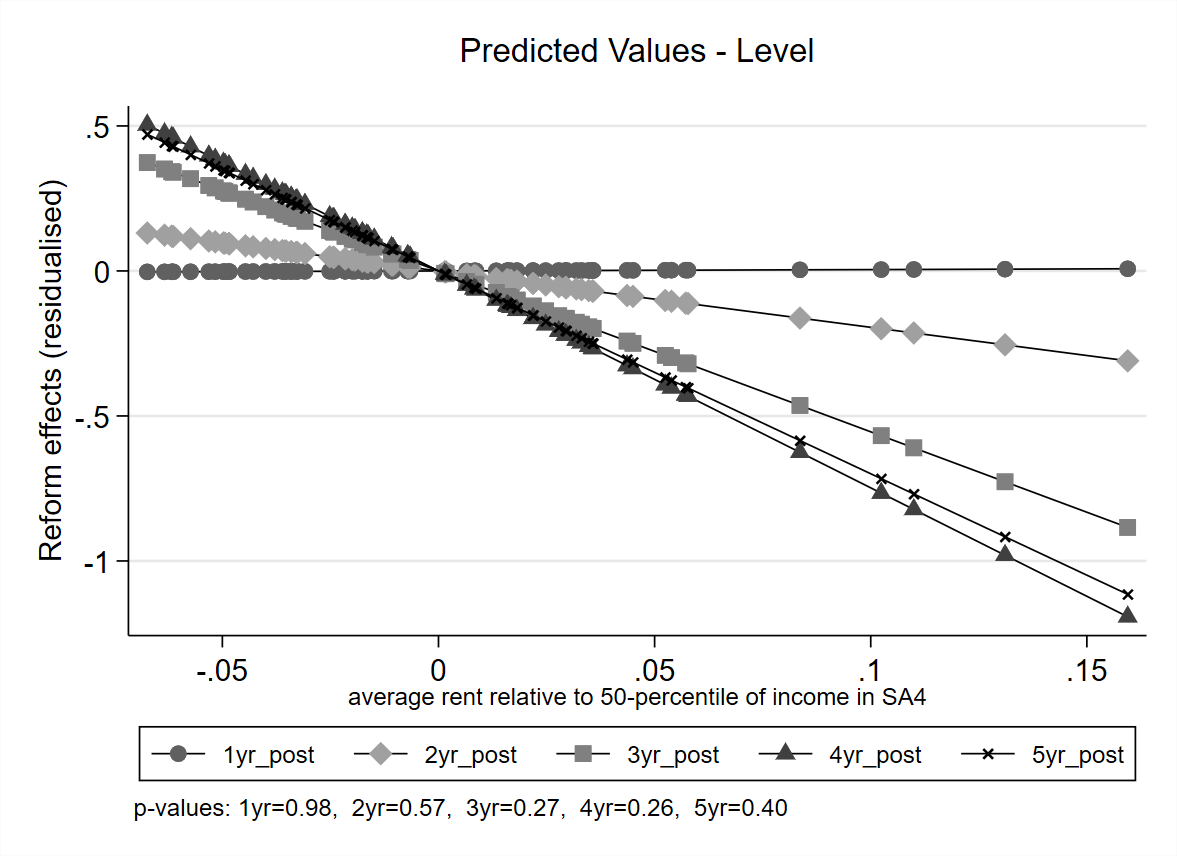 Predicted Values - Level
Reform effects (residualised)
.5
0
-.5
-1
-.05
0
.05
.1
.15
average rent relative to 50-percentile of income in SA4
1yr_post 2yr_post 3yr_post 4yr_post 5yr_post
p-values: 1yr=0.98, 2yr=0.57, 3yr=0.27, 4yr=0.26, 5yr=0.40